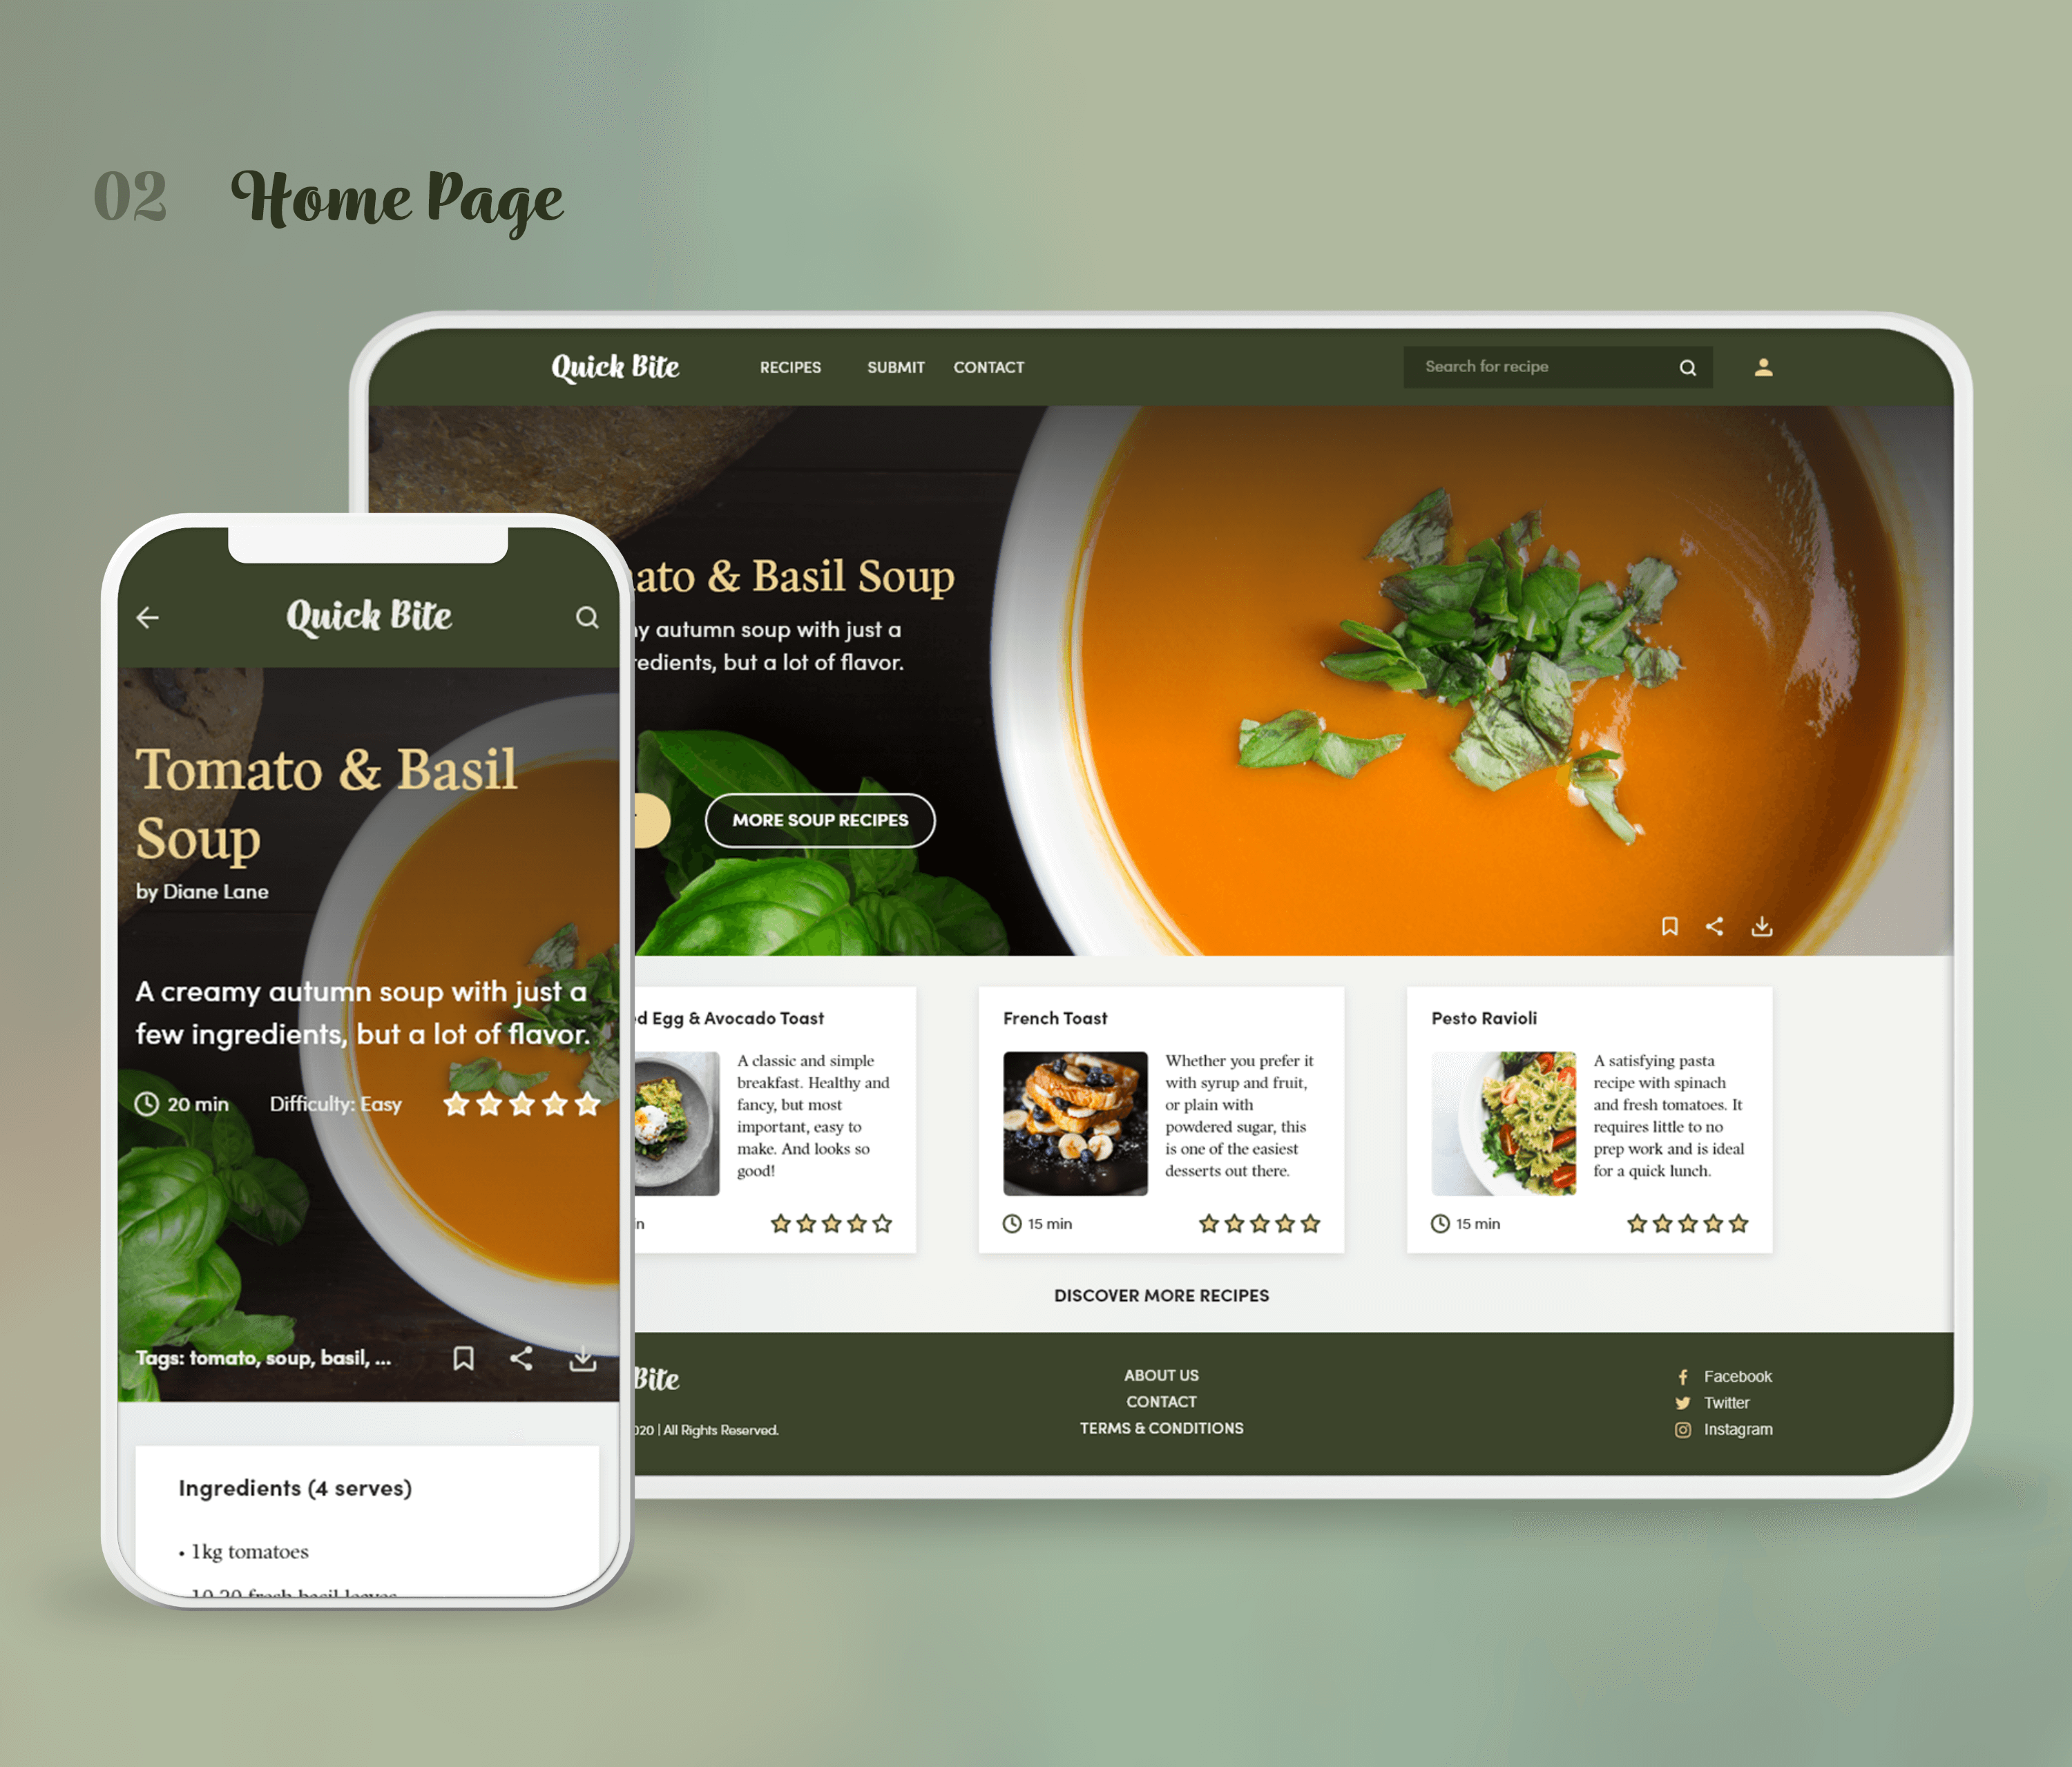 02 Home Page
Quick Bite RECIPES SUBMIT CONTACT Search for recipe
& Basil Soup
autumn soup with just a
but a lot of flavor.
MORE SOUP RECIPES
Egg & Avocado Toast
A classic and simple
breakfast. Healthy and
fancy, but most
important, easy to
make. And looks so
good!
French Toast
Whether you prefer it
with syrup and fruit,
or plain with
powdered sugar, this
is one of the easiest
desserts out there.
15 min
Pesto Ravioli
A satisfying pasta
recipe with spinach
and fresh tomatoes. It
requires little to no
prep work and is ideal
for a quick lunch.
15 min
DISCOVER MORE RECIPES
Bite
| All Rights Reserved.
ABOUT US
CONTACT
TERMS & CONDITIONS
Facebook
Twitter
Instagram
Quick Bite
Tomato & Basil
Soup
by Diane Lane
A creamy autumn soup with just a
few ingredients, but a lot of flavor.
20 min Difficulty: Easy
Tags: tomato, soup, basil, ...
Ingredients (4 serves)
• 1kg tomatoes
10-20 fresh basil leaves